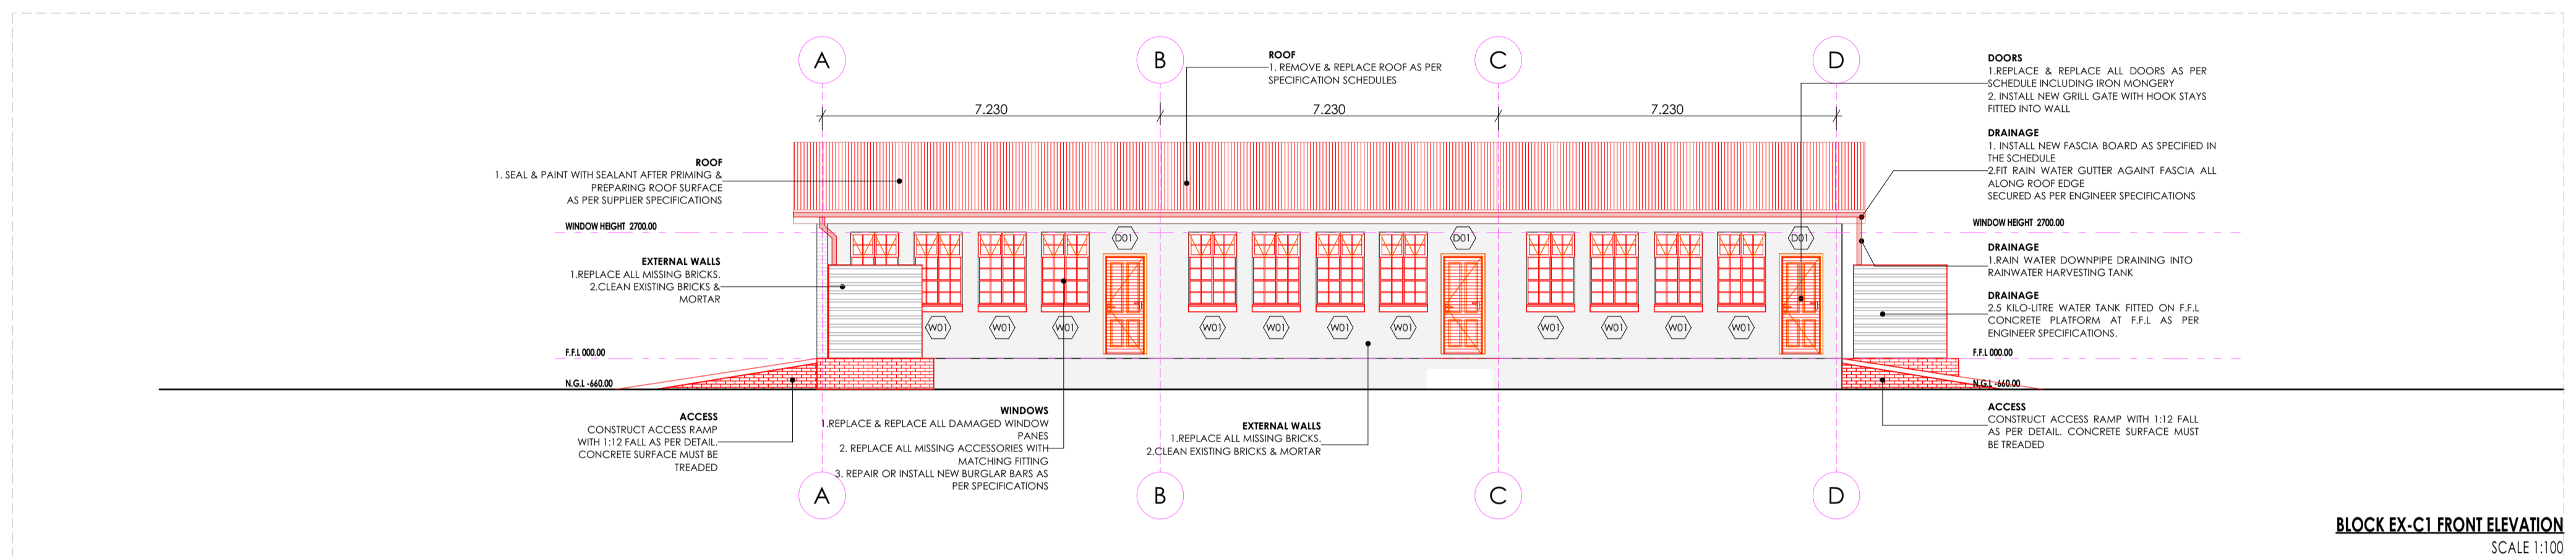 A
B
C
D
7.230
7.230
7.230
ROOF
1. REMOVE & REPLACE ROOF AS PER
SPECIFICATION SCHEDULES
DOORS
1.REPLACE & REPLACE ALL DOORS AS PER
SCHEDULE INCLUDING IRON MONGERY
2. INSTALL NEW GRILL GATE WITH HOOK STAYS
FITTED INTO WALL
DRAINAGE
1. INSTALL NEW FASCIA BOARD AS SPECIFIED IN
THE SCHEDULE
2.FIT RAIN WATER GUTTER AGAINT FASCIA ALL
ALONG ROOF EDGE
SECURED AS PER ENGINEER SPECIFICATIONS
ROOF
1. SEAL & PAINT WITH SEALANT AFTER PRIMING &
PREPARING ROOF SURFACE
AS PER SUPPLIER SPECIFICATIONS
WINDOW HEIGHT 2700.00
WINDOW HEIGHT 2700.00
D01
D01
D01
EXTERNAL WALLS
1.REPLACE ALL MISSING BRICKS.
2.CLEAN EXISTING BRICKS &
MORTAR
DRAINAGE
1.RAIN WATER DOWNPIPE DRAINING INTO
RAINWATER HARVESTING TANK
DRAINAGE
2.5 KILO-LITRE WATER TANK FITTED ON F.F.L
CONCRETE PLATFORM AT F.F.L AS PER
ENGINEER SPECIFICATIONS.
W01
W01
W01
W01
W01
W01
W01
W01
W01
W01
W01
F.F.L 000.00
F.F.L 000.00
N.G.L -660.00
N.G.L -660.00
ACCESS
CONSTRUCT ACCESS RAMP
WITH 1:12 FALL AS PER DETAIL.
CONCRETE SURFACE MUST BE
TREADED
WINDOWS
1.REPLACE & REPLACE ALL DAMAGED WINDOW
PANES
2. REPLACE ALL MISSING ACCESSORIES WITH
MATCHING FITTING
3. REPAIR OR INSTALL NEW BURGLAR BARS AS
PER SPECIFICATIONS
EXTERNAL WALLS
1.REPLACE ALL MISSING BRICKS.
2.CLEAN EXISTING BRICKS & MORTAR
ACCESS
CONSTRUCT ACCESS RAMP WITH 1:12 FALL
AS PER DETAIL. CONCRETE SURFACE MUST
BE TREADED
A
B
C
D
BLOCK EX-C1 FRONT ELEVATION
SCALE 1:100